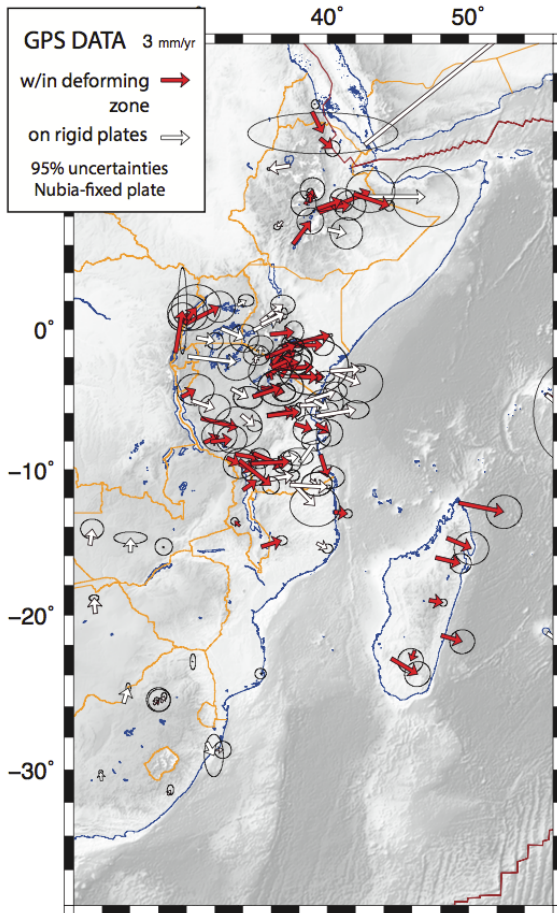 40° 50°
GPS DATA 3 mm/yr
w/in deforming
zone
on rigid plates
95% uncertainties
Nubia-fixed plate
0°
−10°
−20°
−30°